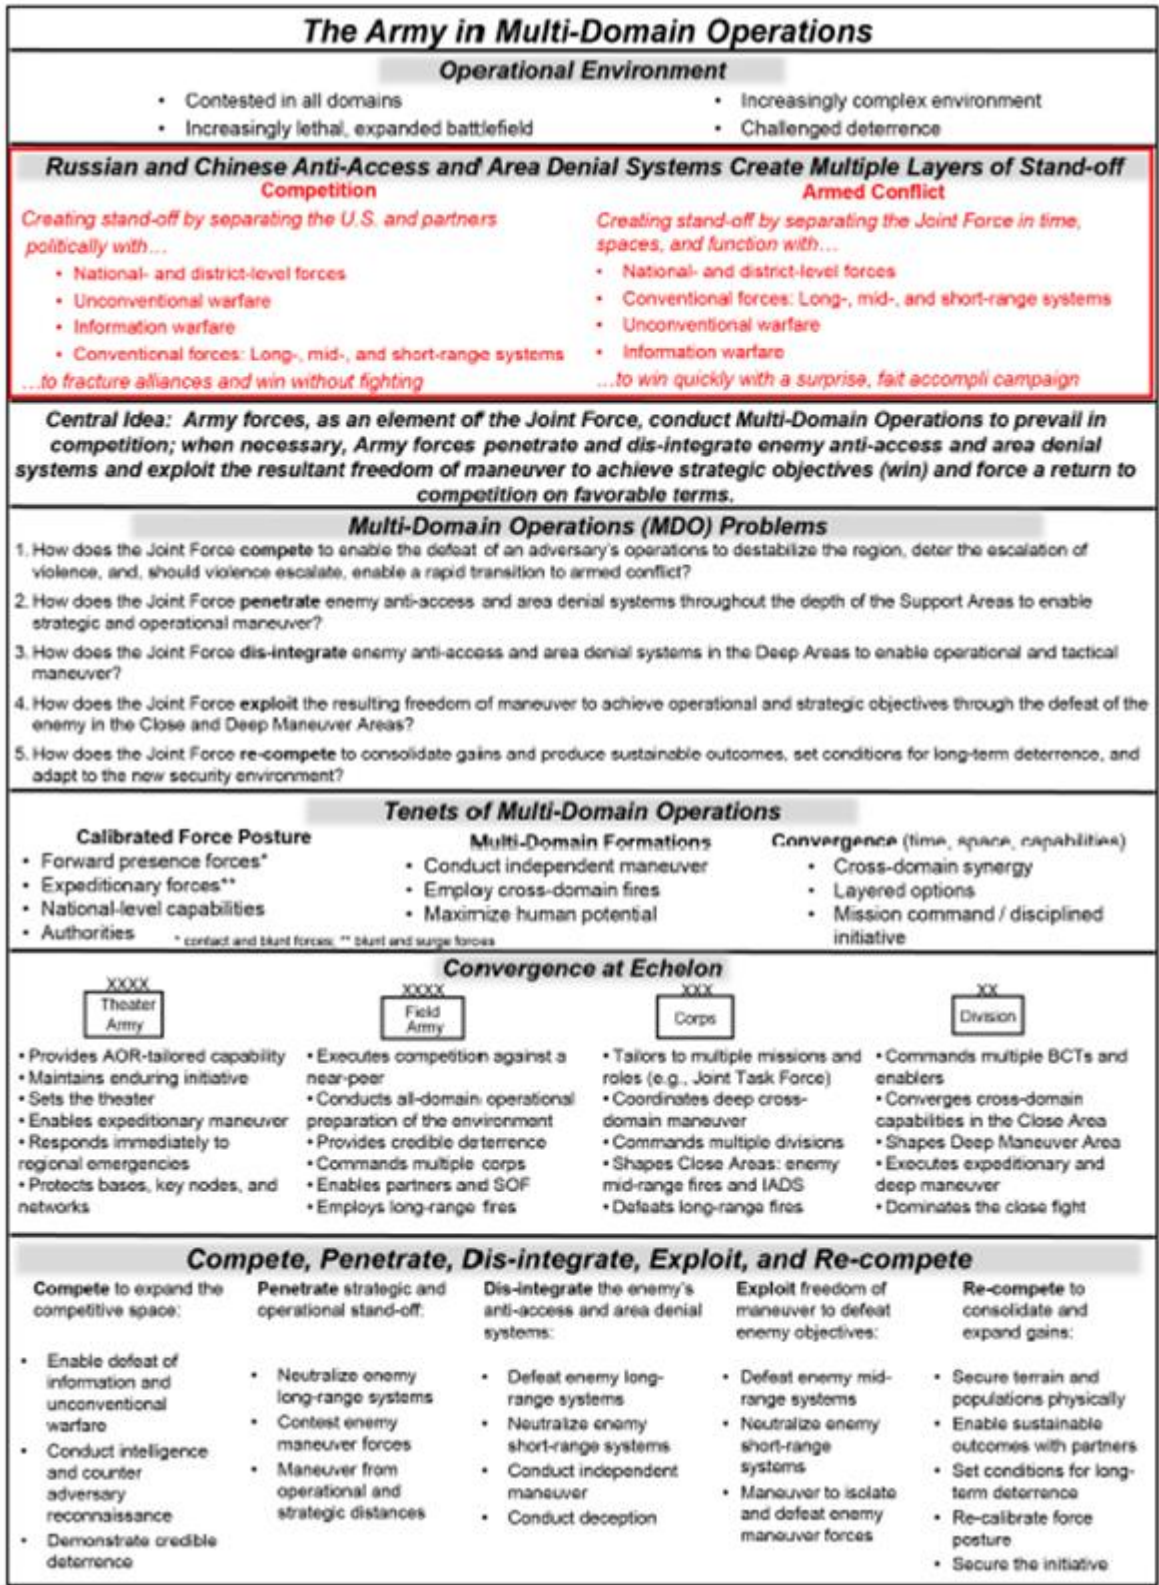 The Army in Multi-Domain Operations
Operational Environment
• Contested in all domains
• Increasingly lethal, expanded battlefield
• Increasingly complex environment
• Challenged deterrence
Russian and Chinese Anti-Access and Area Denial Systems Create Multiple Layers of Stand-off
Competition
Creating stand-off by separating the U.S. and partners
politically with…
• National- and district-level forces
• Unconventional warfare
• Information warfare
• Conventional forces: Long-, mid-, and short-range systems
…to fracture alliances and win without fighting
Armed Conflict
Creating stand-off by separating the Joint Force in time,
spaces, and function with…
• National- and district-level forces
• Conventional forces: Long-, mid-, and short-range systems
• Unconventional warfare
• Information warfare
…to win quickly with a surprise, fait accompli campaign
Central Idea: Army forces, as an element of the Joint Force, conduct Multi-Domain Operations to prevail in
competition; when necessary, Army forces penetrate and dis-integrate enemy anti-access and area denial
systems and exploit the resultant freedom of maneuver to achieve strategic objectives (win) and force a return to
competition on favorable terms.
Multi-Domain Operations (MDO) Problems
1. How does the Joint Force compete to enable the defeat of an adversary's operations to destabilize the region, deter the escalation of
violence, and, should violence escalate, enable a rapid transition to armed conflict?
2. How does the Joint Force penetrate enemy anti-access and area denial systems throughout the depth of the Support Areas to enable
strategic and operational maneuver?
3. How does the Joint Force dis-integrate enemy anti-access and area denial systems in the Deep Areas to enable operational and tactical
maneuver?
4. How does the Joint Force exploit the resulting freedom of maneuver to achieve operational and strategic objectives through the defeat of the
enemy in the Close and Deep Maneuver Areas?
5. How does the Joint Force re-compete to consolidate gains and produce sustainable outcomes, set conditions for long-term deterrence, and
adapt to the new security environment?
Tenets of Multi-Domain Operations
Calibrated Force Posture
• Forward presence forces*
• Expeditionary forces**
• National-level capabilities
• Authorities
* contact and blunt forces; ** blunt and surge forces
Multi-Domain Formations
• Conduct independent maneuver
• Employ cross-domain fires
• Maximize human potential
Convergence (time, space, capabilities)
• Cross-domain synergy
• Layered options
• Mission command / disciplined
initiative
Convergence at Echelon
XXXX
Theater
Army
• Provides AOR-tailored capability
• Maintains enduring initiative
• Sets the theater
• Enables expeditionary maneuver
• Responds immediately to
regional emergencies
• Protects bases, key nodes, and
networks
XXXX
Field
Army
• Executes competition against a
near-peer
• Conducts all-domain operational
preparation of the environment
• Provides credible deterrence
• Commands multiple corps
• Enables partners and SOF
• Employs long-range fires
XXX
Corps
• Tailors to multiple missions and
roles (e.g., Joint Task Force)
• Coordinates deep cross-
domain maneuver
• Commands multiple divisions
• Shapes Close Areas: enemy
mid-range fires and IADS
• Defeats long-range fires
XX
Division
• Commands multiple BCTs and
enablers
• Converges cross-domain
capabilities in the Close Area
• Shapes Deep Maneuver Area
• Executes expeditionary and
deep maneuver
• Dominates the close fight
Compete, Penetrate, Dis-integrate, Exploit, and Re-compete
Compete to expand the
competitive space:
• Enable defeat of
information and
unconventional
warfare
• Conduct intelligence
and counter
adversary
reconnaissance
• Demonstrate credible
deterrence
Penetrate strategic and
operational stand-off:
• Neutralize enemy
long-range systems
• Contest enemy
maneuver forces
• Maneuver from
operational and
strategic distances
Dis-integrate the enemy's
anti-access and area denial
systems:
• Defeat enemy long-
range systems
• Neutralize enemy
short-range systems
• Conduct independent
maneuver
• Conduct deception
Exploit freedom of
maneuver to defeat
enemy objectives:
• Defeat enemy mid-
range systems
• Neutralize enemy
short-range
systems
• Maneuver to isolate
and defeat enemy
maneuver forces
Re-compete to
consolidate and
expand gains:
• Secure terrain and
populations physically
• Enable sustainable
outcomes with partners
• Set conditions for long-
term deterrence
• Re-calibrate force
posture
• Secure the initiative